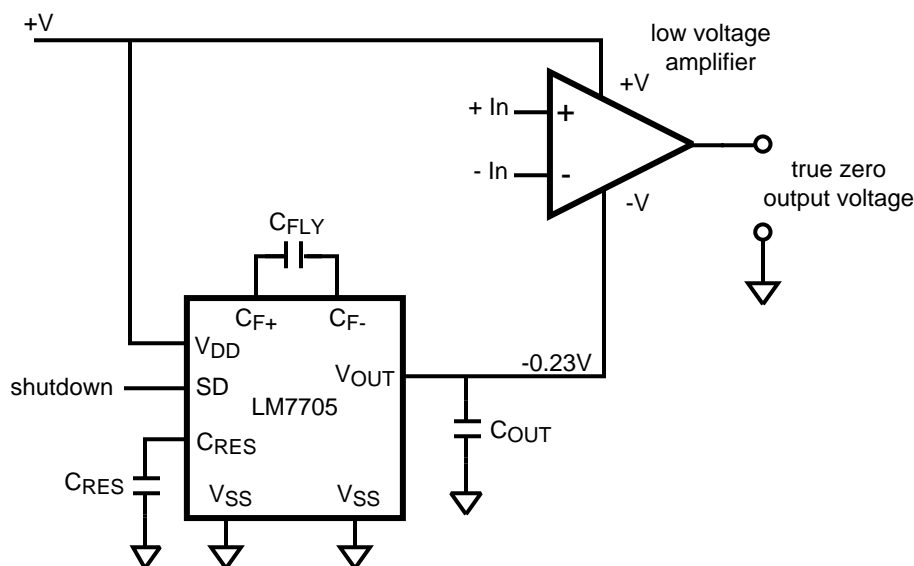 +V
low voltage
amplifier
+V
+ In
+
- In
-
-V
true zero
output voltage
CFLY
CF+
CF-
VDD
-0.23V
VOUT
shutdown
SD
LM7705
CRES
COUT
CRES
VSS
VSS